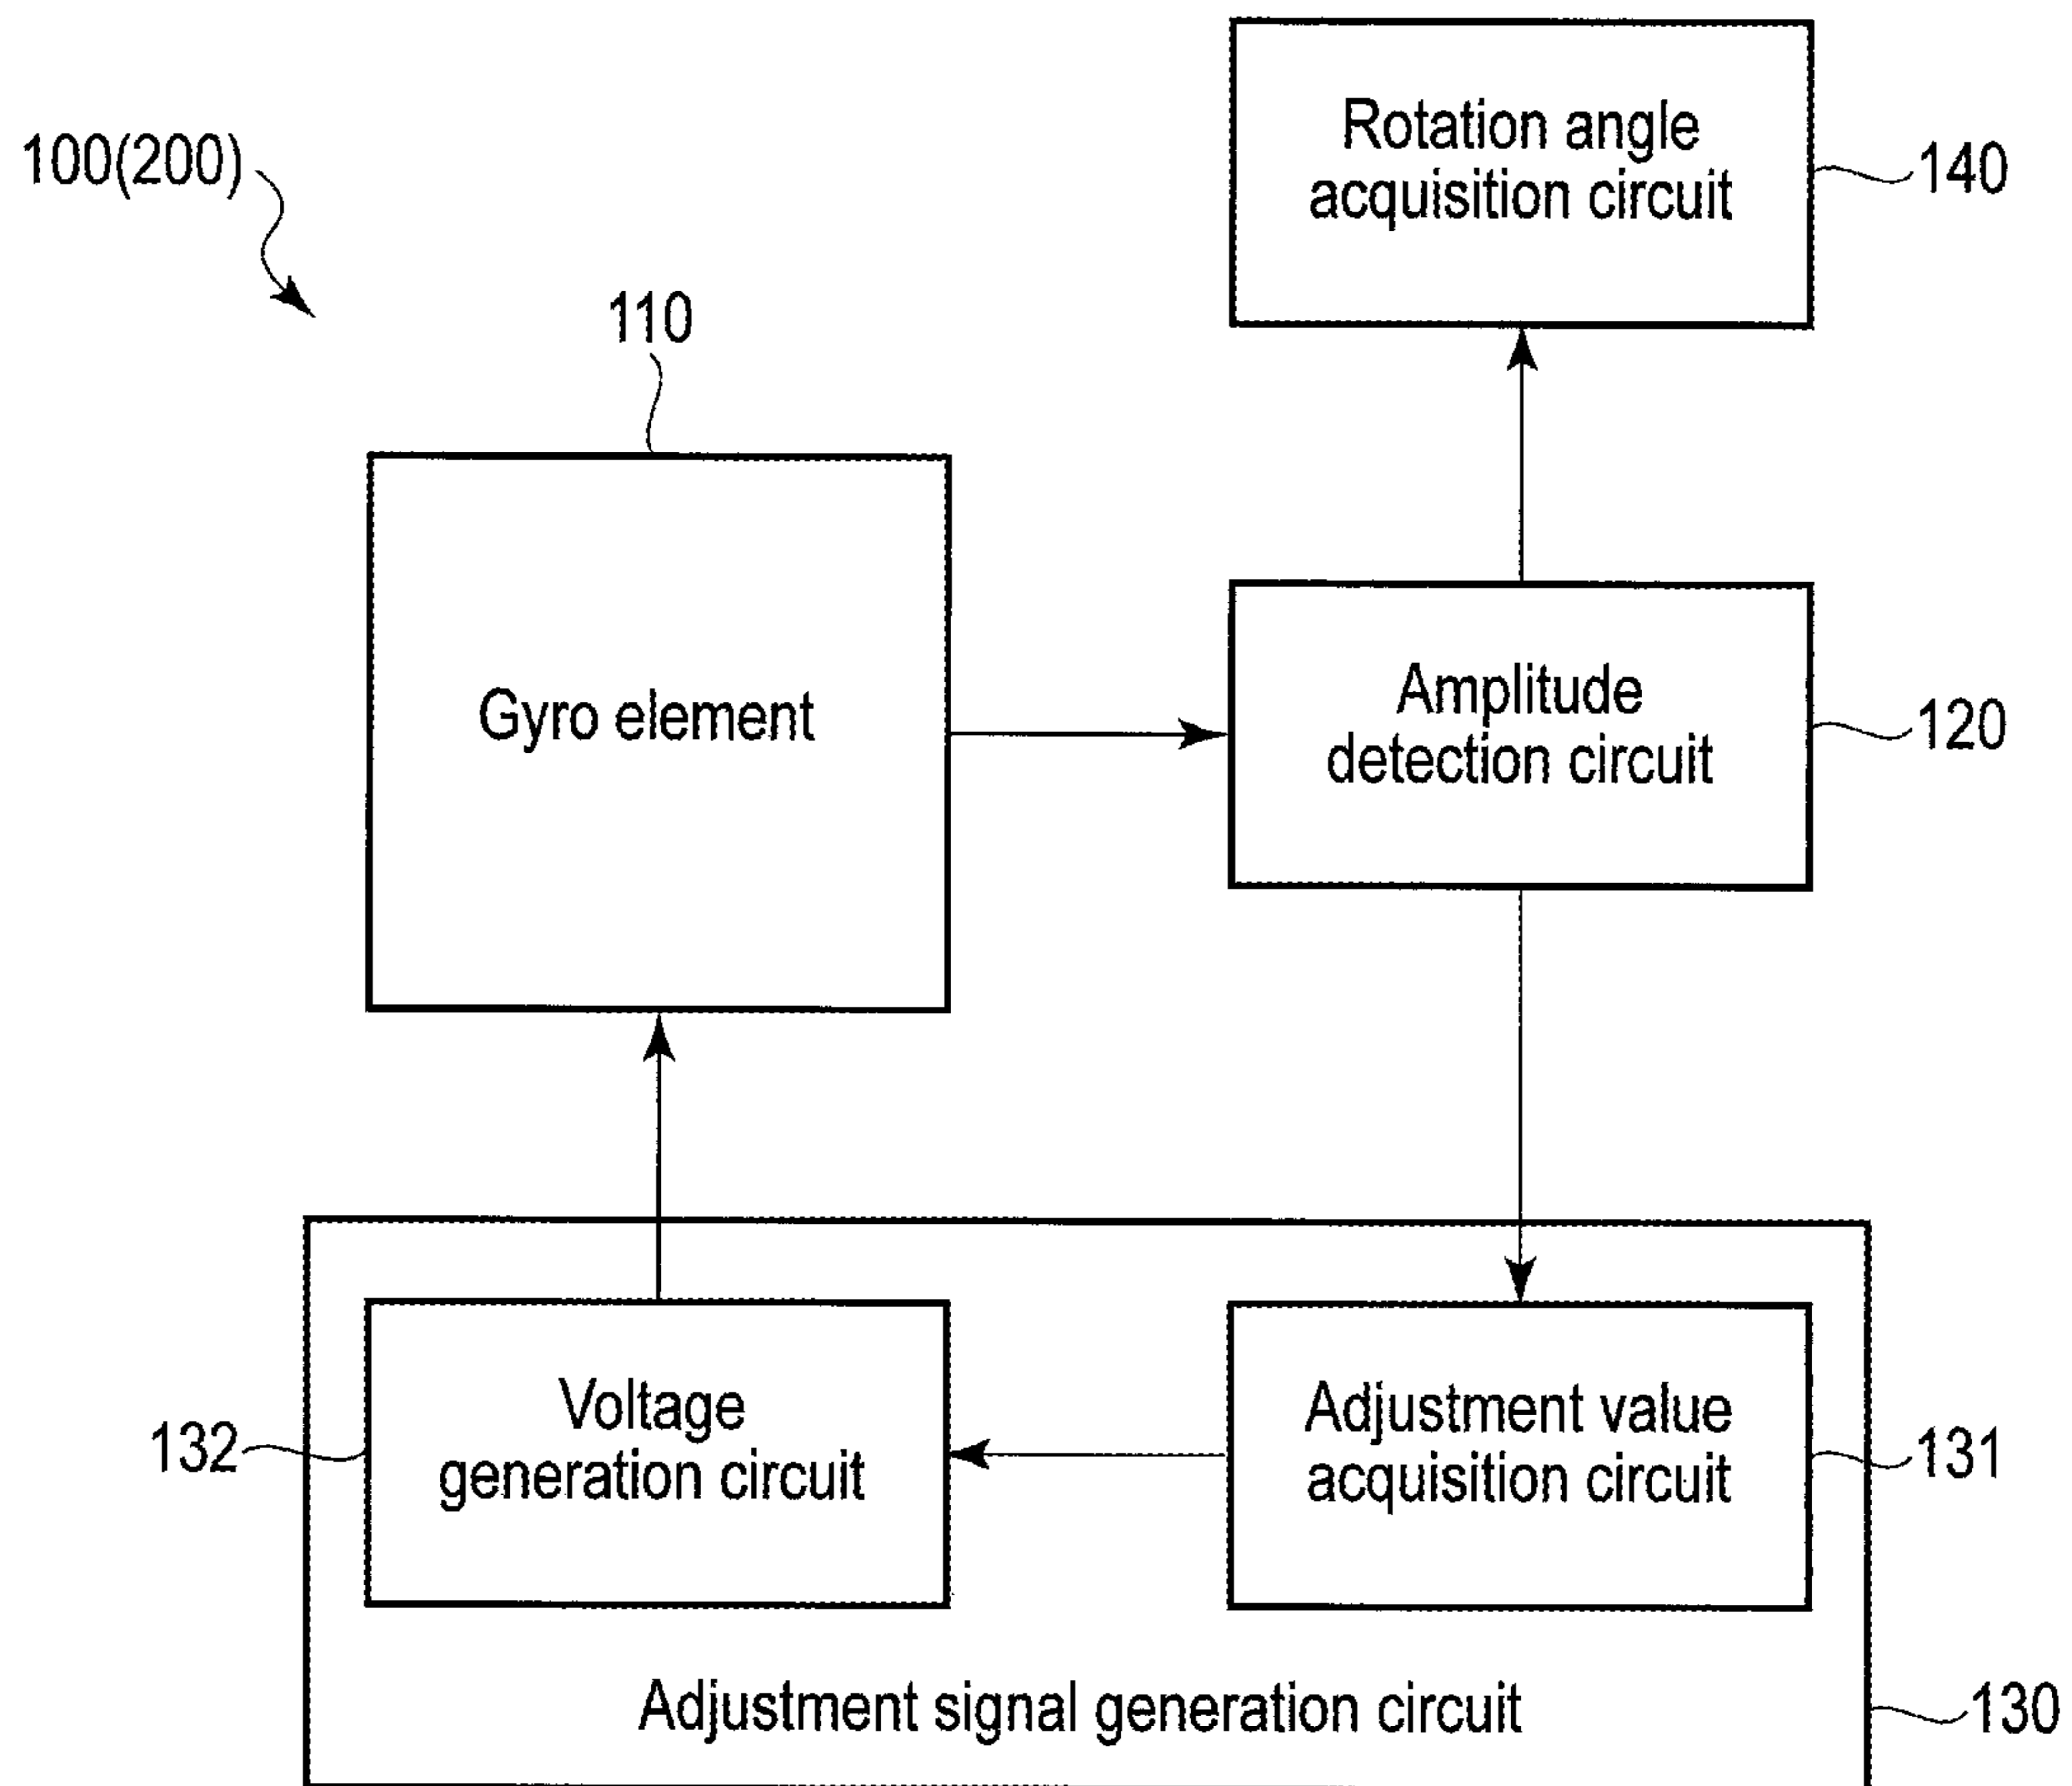 Rotation angle
acquisition circuit
140
100(200)
110
Gyro element
Amplitude
detection circuit
120
132
Voltage
generation circuit
Adjustment value
acquisition circuit
131
Adjustment signal generation circuit
130